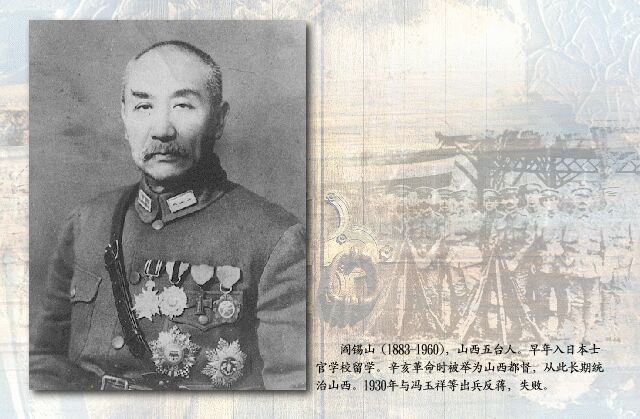 阎锡山（1883-1960），山西五台人。早年入日本士
官学校留学。辛亥革命时被举为山西都督，从此长期统
治山西。1930年与冯玉祥等出兵反蒋，失败。